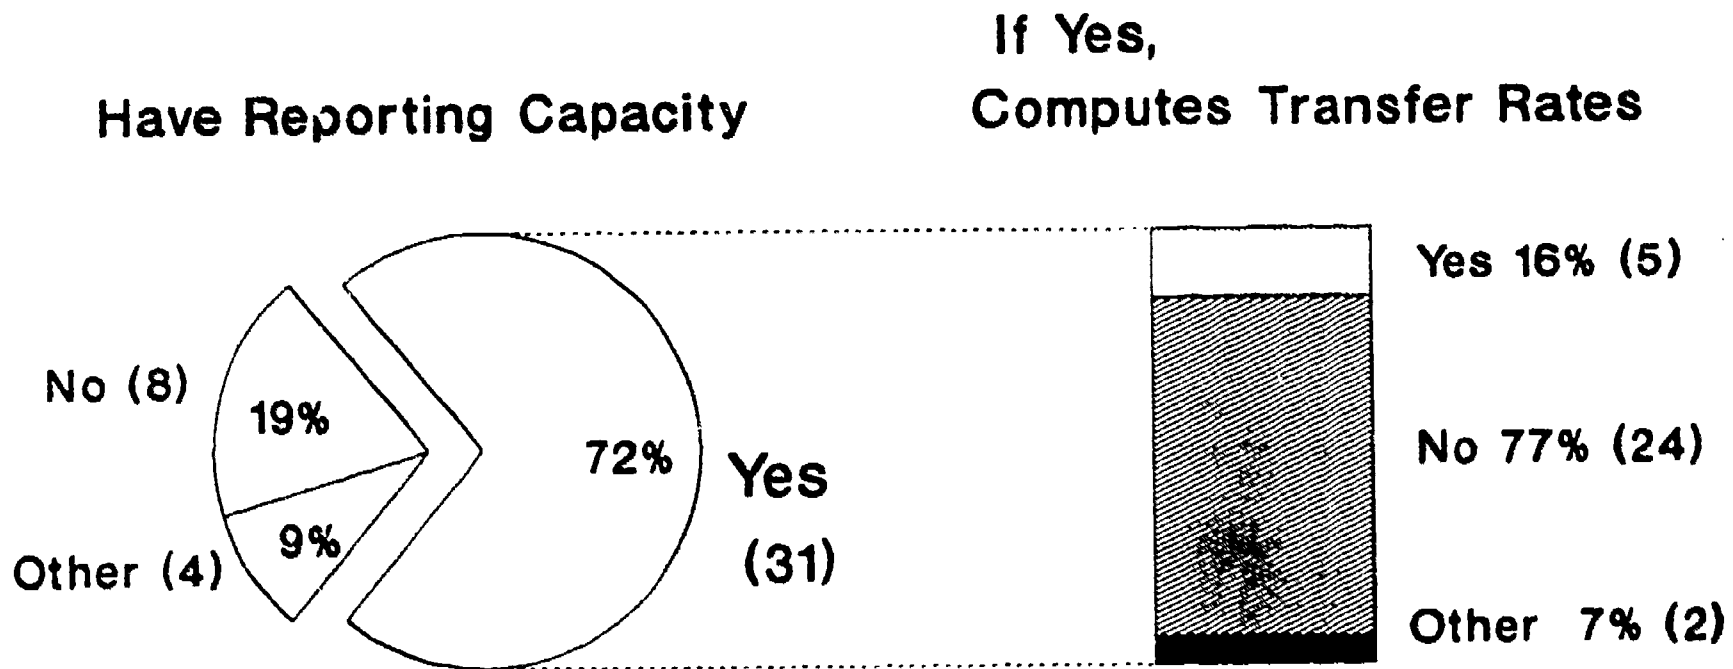 Have Reporting Capacity
If Yes,
Computes Transfer Rates
No (8)
19%
Other (4)
9%
72%
Yes
(31)
Yes 16% (5)
No 77% (24)
Other 7% (2)